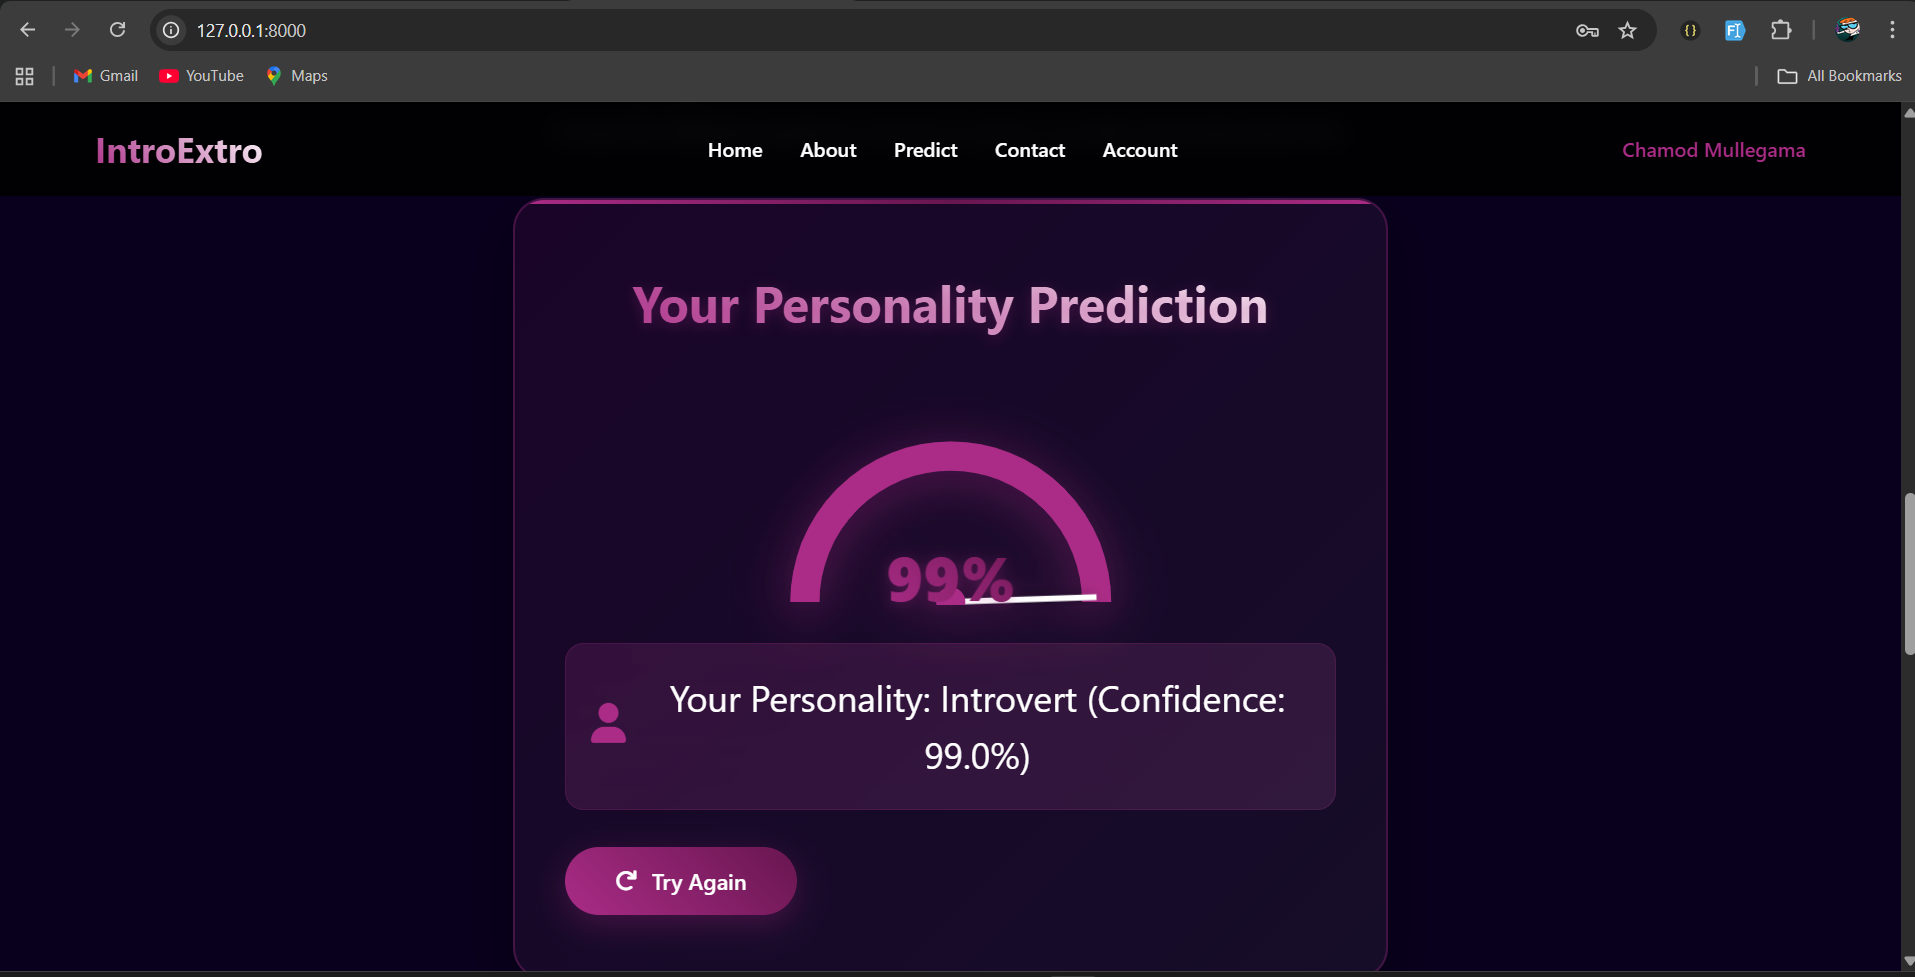 127.0.0.1:8000
Gmail YouTube Maps All Bookmarks
IntroExtro Home About Predict Contact Account Chamod Mullegama
Your Personality Prediction
99%
Your Personality: Introvert (Confidence:
99.0%)
Try Again